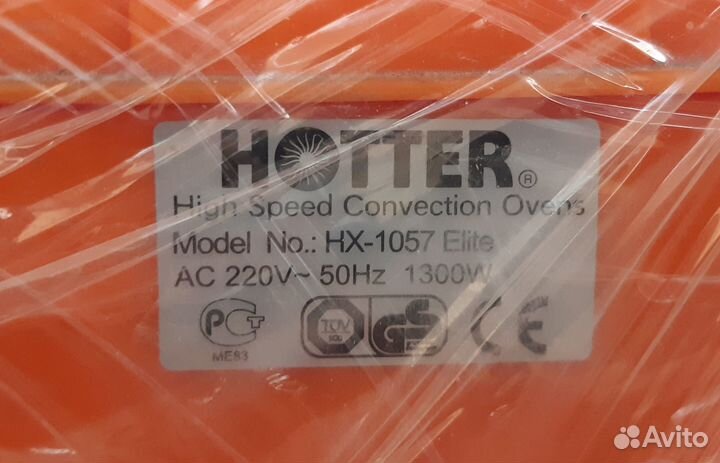 HOTTER®
High Speed Convection Ovens
Model No.: HX-1057 Elite
AC 220V~ 50Hz 1300W
РСТ TÜV GS CE
ME83
Avito